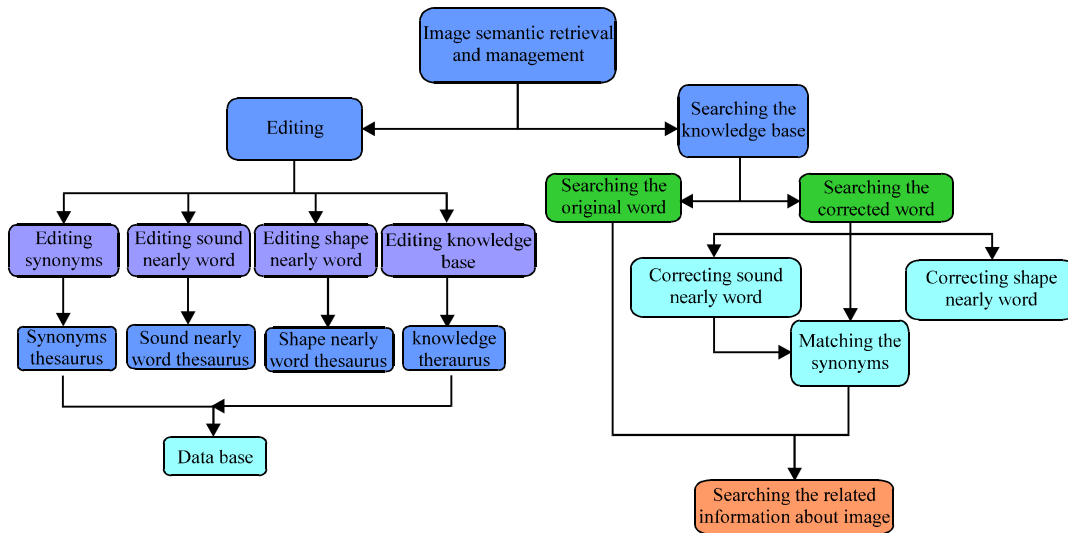 Image semantic retrieval
and management
Editing
Searching the
knowledge base
Searching the
original word
Searching the
corrected word
Editing
synonyms
Editing sound
nearly word
Editing shape
nearly word
Editing knowledge
base
Correcting sound
nearly word
Correcting shape
nearly word
Synonyms
thesaurus
Sound nearly
word thesaurus
Shape nearly
word thesaurus
knowledge
theraurus
Matching the
synonyms
Data base
Searching the related
information about image